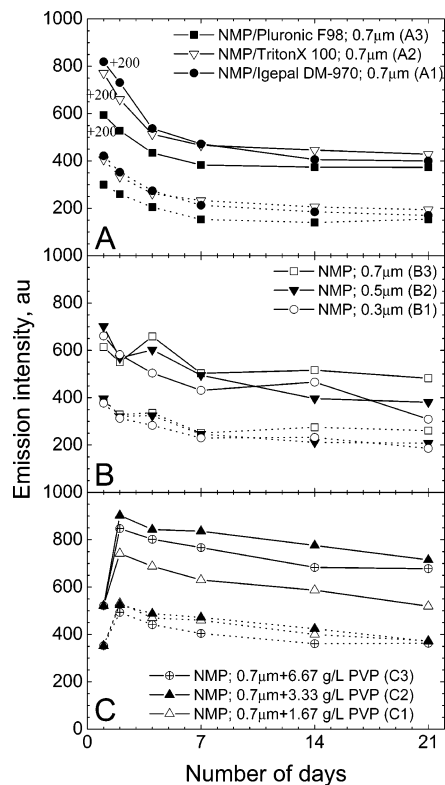 1000
NMP/Pluronic F98; 0.7μm (A3)
NMP/TritonX 100; 0.7μm (A2)
NMP/Igepal DM-970; 0.7μm (A1)
+200
+200
+200
800
600
400
200
A
1000
NMP; 0.7μm (B3)
NMP; 0.5μm (B2)
NMP; 0.3μm (B1)
800
600
400
200
B
Emission intensity, au
1000
800
600
400
200
0
C
NMP; 0.7μm+6.67 g/L PVP (C3)
NMP; 0.7μm+3.33 g/L PVP (C2)
NMP; 0.7μm+1.67 g/L PVP (C1)
0 7 14 21
Number of days